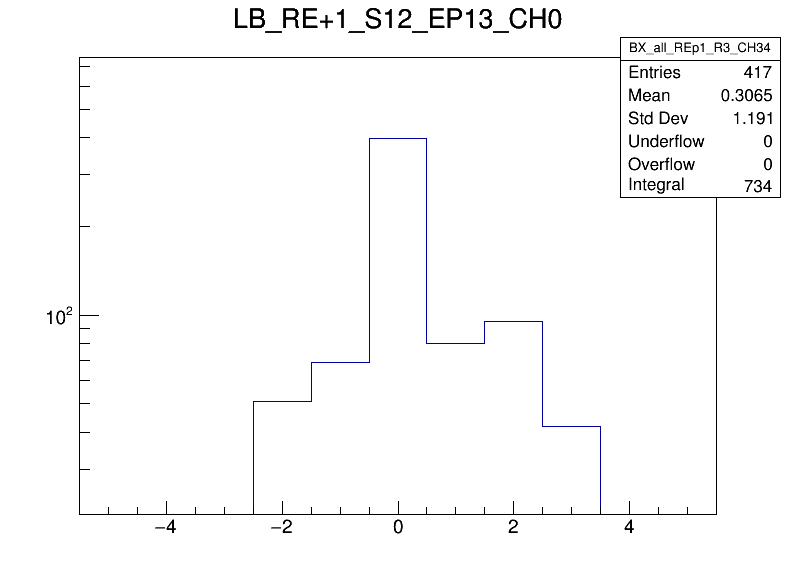 LB_RE+1_S12_EP13_CH0
BX_all_REp1_R3_CH34
Entries 417
Mean 0.3065
Std Dev 1.191
Underflow 0
Overflow 0
Integral 734
10²
−4 −2 0 2 4